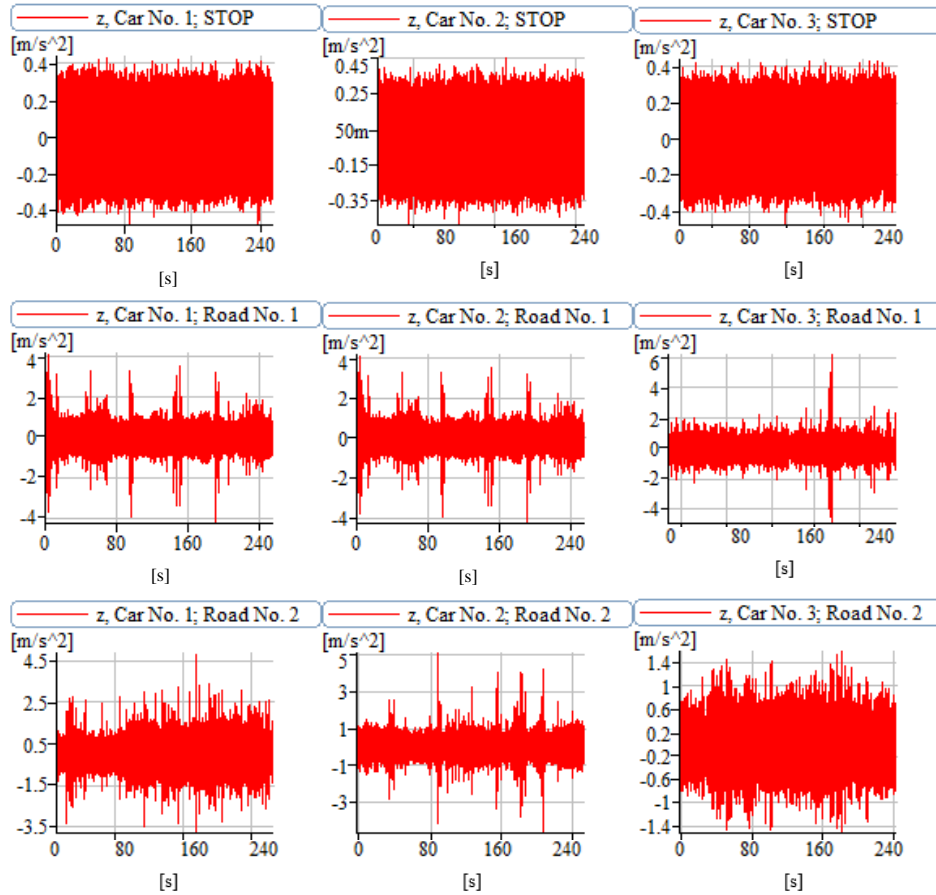 z, Car No. 1; STOP
[m/s^2]
0.4
0.2
0
-0.2
-0.4
0 80 160 240
[s]
z, Car No. 2; STOP
[m/s^2]
0.45
0.25
50m
-0.15
-0.35
0 80 160 240
[s]
z, Car No. 3; STOP
[m/s^2]
0.4
0.2
0
-0.2
-0.4
0 80 160 240
[s]
z, Car No. 1; Road No. 1
[m/s^2]
4
2
0
-2
-4
0 80 160 240
[s]
z, Car No. 2; Road No. 1
[m/s^2]
4
2
0
-2
-4
0 80 160 240
[s]
z, Car No. 3; Road No. 1
[m/s^2]
6
4
2
0
-2
-4
0 80 160 240
[s]
z, Car No. 1; Road No. 2
[m/s^2]
4.5
2.5
0.5
-1.5
-3.5
0 80 160 240
[s]
z, Car No. 2; Road No. 2
[m/s^2]
5
3
1
-1
-3
0 80 160 240
[s]
z, Car No. 3; Road No. 2
[m/s^2]
1.4
1
0.6
0.2
-0.2
-0.6
-1
-1.4
0 80 160 240
[s]